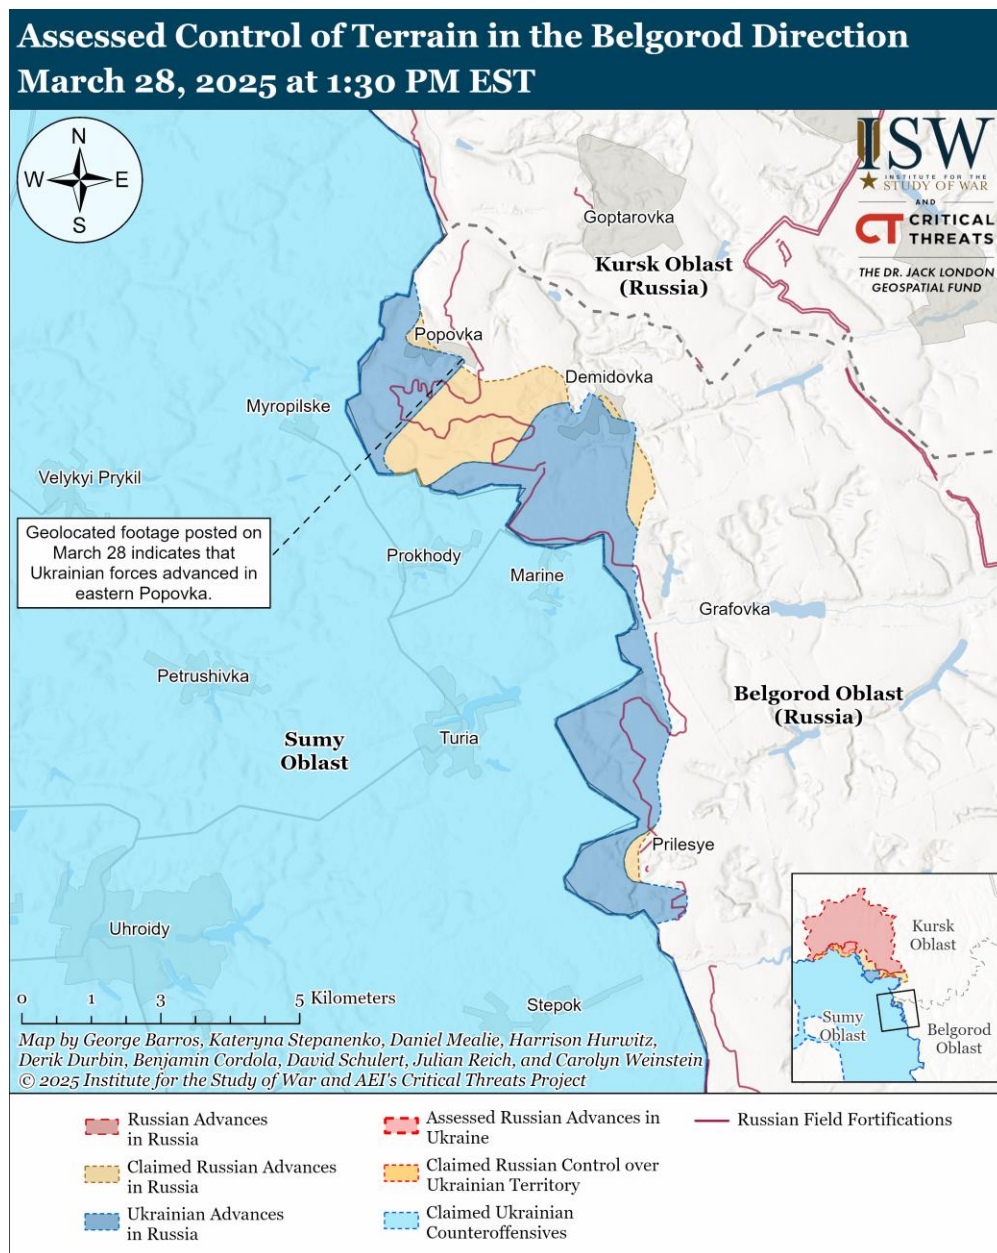 Assessed Control of Terrain in the Belgorod Direction
March 28, 2025 at 1:30 PM EST
N
W
E
S
ISW
INSTITUTE FOR THE
STUDY OF WAR
AND
CT CRITICAL
THREATS
THE DR. JACK LONDON
GEOSPATIAL FUND
Goptarovka
Kursk Oblast
(Russia)
Popovka
Demidovka
Myropilske
Velykyi Prykil
Geolocated footage posted on
March 28 indicates that
Ukrainian forces advanced in
eastern Popovka.
Prokhody
Marine
Grafovka
Petrushivka
Belgorod Oblast
(Russia)
Sumy
Oblast
Turia
Prilesye
Uhroidy
Stepok
Kursk
Oblast
Sumy
Oblast
Belgorod
Oblast
0 1 3 5 Kilometers
Map by George Barros, Kateryna Stepanenko, Daniel Mealie, Harrison Hurwitz,
Derik Durbin, Benjamin Cordola, David Schulert, Julian Reich, and Carolyn Weinstein
© 2025 Institute for the Study of War and AEI's Critical Threats Project
Russian Advances
in Russia
Claimed Russian Advances
in Russia
Ukrainian Advances
in Russia
Assessed Russian Advances in
Ukraine
Claimed Russian Control over
Ukrainian Territory
Claimed Ukrainian
Counteroffensives
Russian Field Fortifications